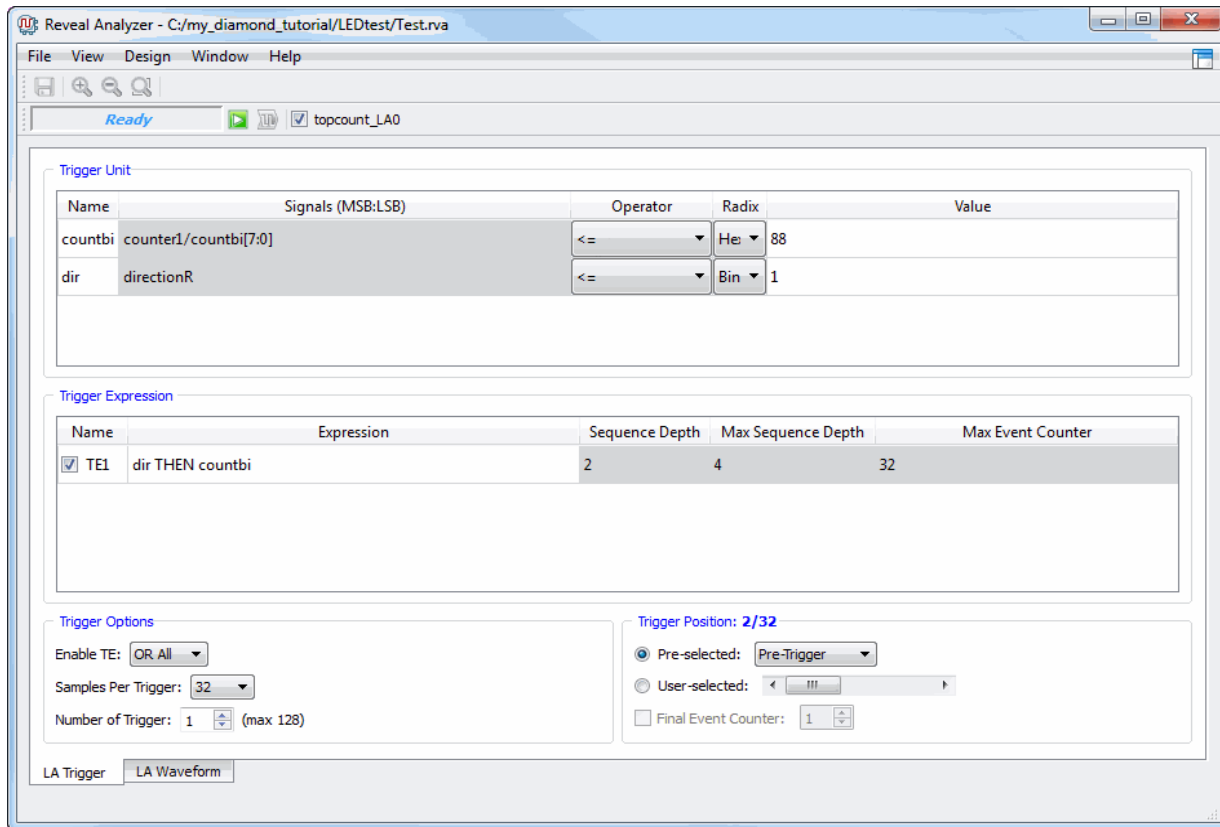 Reveal Analyzer - C:/my_diamond_tutorial/LEDtest/Test.rva
File View Design Window Help
Ready topcount_LA0
Trigger Unit
Name Signals (MSB:LSB) Operator Radix Value
countbi counter1/countbi[7:0] <= He: 88
dir directionR <= Bin 1
Trigger Expression
Name Expression Sequence Depth Max Sequence Depth Max Event Counter
TE1 dir THEN countbi 2 4 32
Trigger Options
Enable TE: OR All
Samples Per Trigger: 32
Number of Trigger: 1 (max 128)
Trigger Position: 2/32
Pre-selected: Pre-Trigger
User-selected:
Final Event Counter: 1
LA Trigger LA Waveform